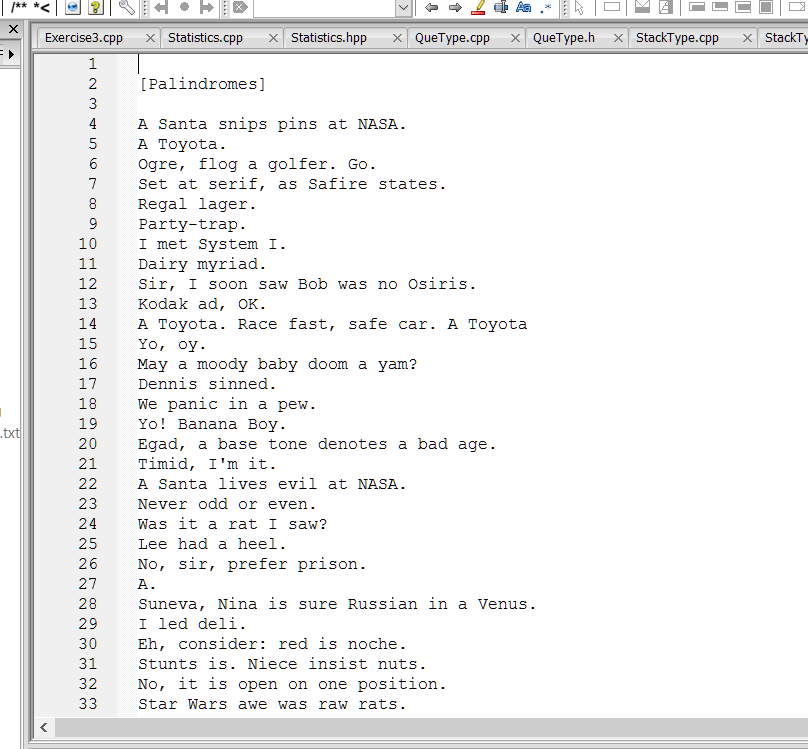 /** *<
Exercise3.cpp Statistics.cpp Statistics.hpp QueType.cpp QueType.h StackType.cpp StackTy
1
2 [Palindromes]
3
4 A Santa snips pins at NASA.
5 A Toyota.
6 Ogre, flog a golfer. Go.
7 Set at serif, as Safire states.
8 Regal lager.
9 Party-trap.
10 I met System I.
11 Dairy myriad.
12 Sir, I soon saw Bob was no Osiris.
13 Kodak ad, OK.
14 A Toyota. Race fast, safe car. A Toyota
15 Yo, oy.
16 May a moody baby doom a yam?
17 Dennis sinned.
18 We panic in a pew.
19 Yo! Banana Boy.
.txt
20 Egad, a base tone denotes a bad age.
21 Timid, I'm it.
22 A Santa lives evil at NASA.
23 Never odd or even.
24 Was it a rat I saw?
25 Lee had a heel.
26 No, sir, prefer prison.
27 A.
28 Suneva, Nina is sure Russian in a Venus.
29 I led deli.
30 Eh, consider: red is noche.
31 Stunts is. Niece insist nuts.
32 No, it is open on one position.
33 Star Wars awe was raw rats.